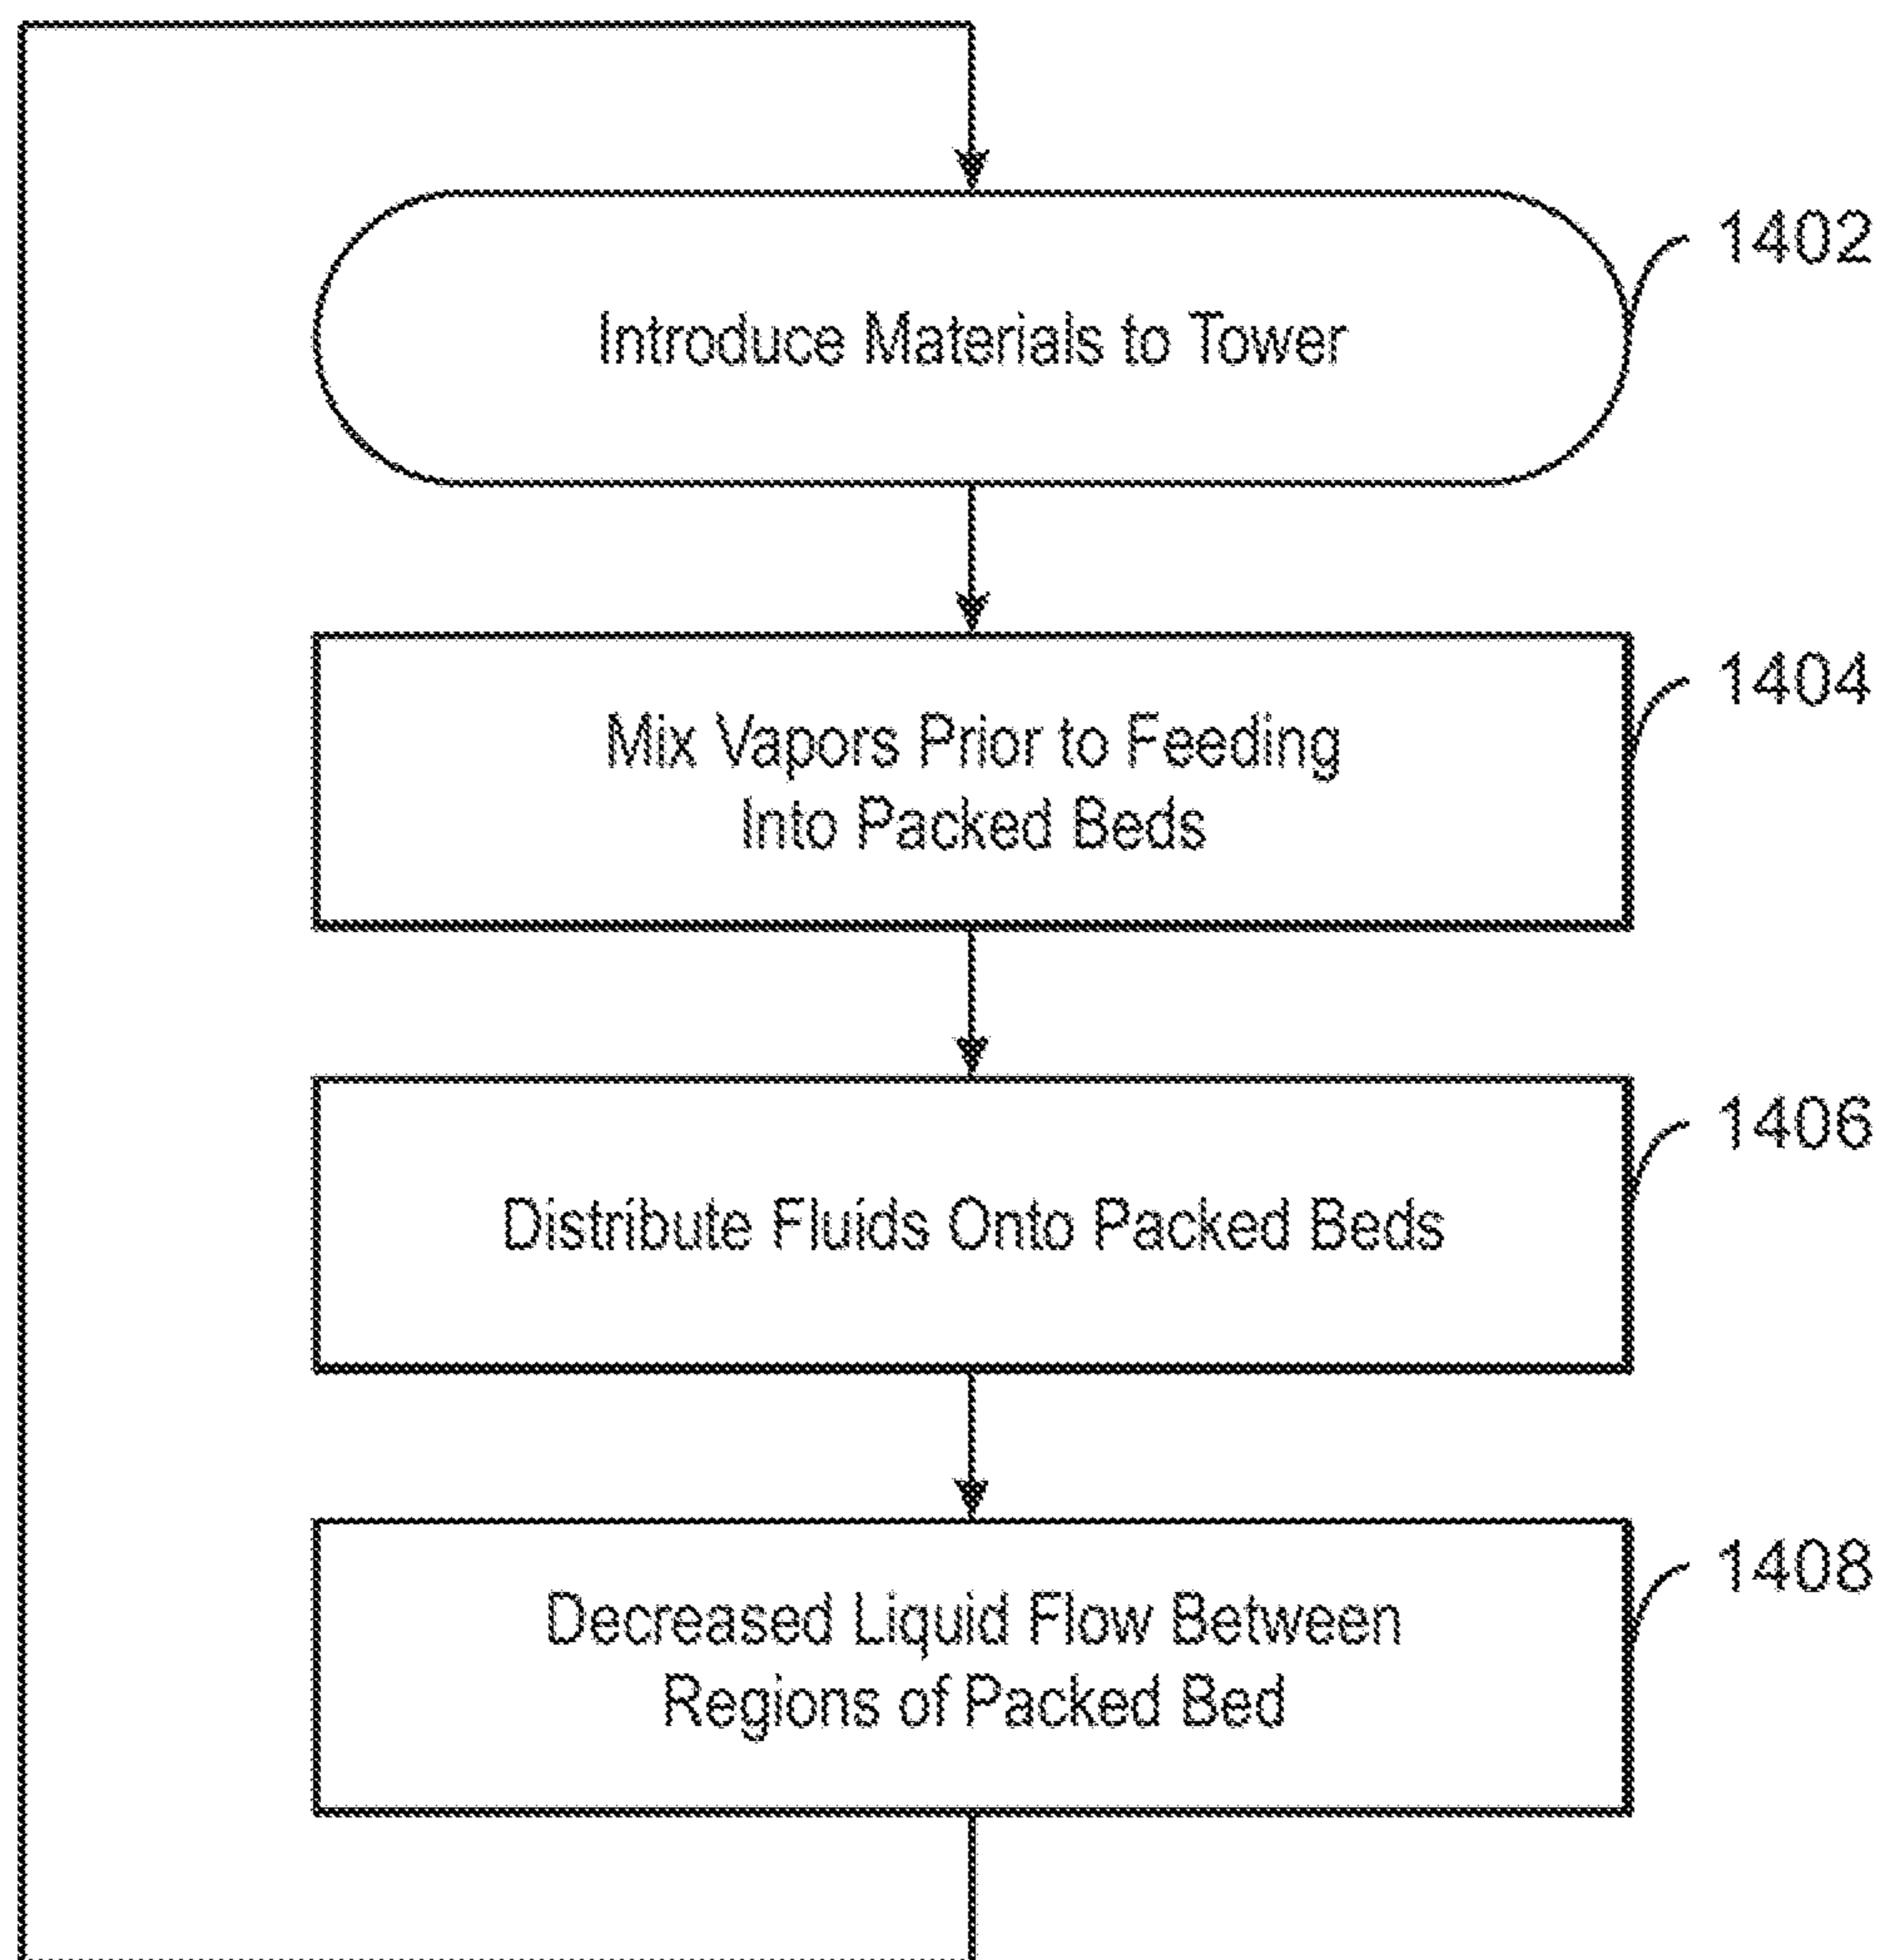 Introduce Materials to Tower
1402
Mix Vapors Prior to Feeding
Into Packed Beds
1404
Distribute Fluids Onto Packed Beds
1406
Decreased Liquid Flow Between
Regions of Packed Bed
1408